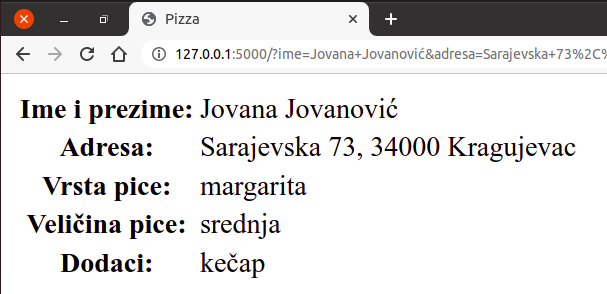 Pizza
127.0.0.1:5000/?ime=Jovana+Jovanović&adresa=Sarajevska+73%2C%
Ime i prezime: Jovana Jovanović
Adresa: Sarajevska 73, 34000 Kragujevac
Vrsta pice: margarita
Veličina pice: srednja
Dodaci: kečap